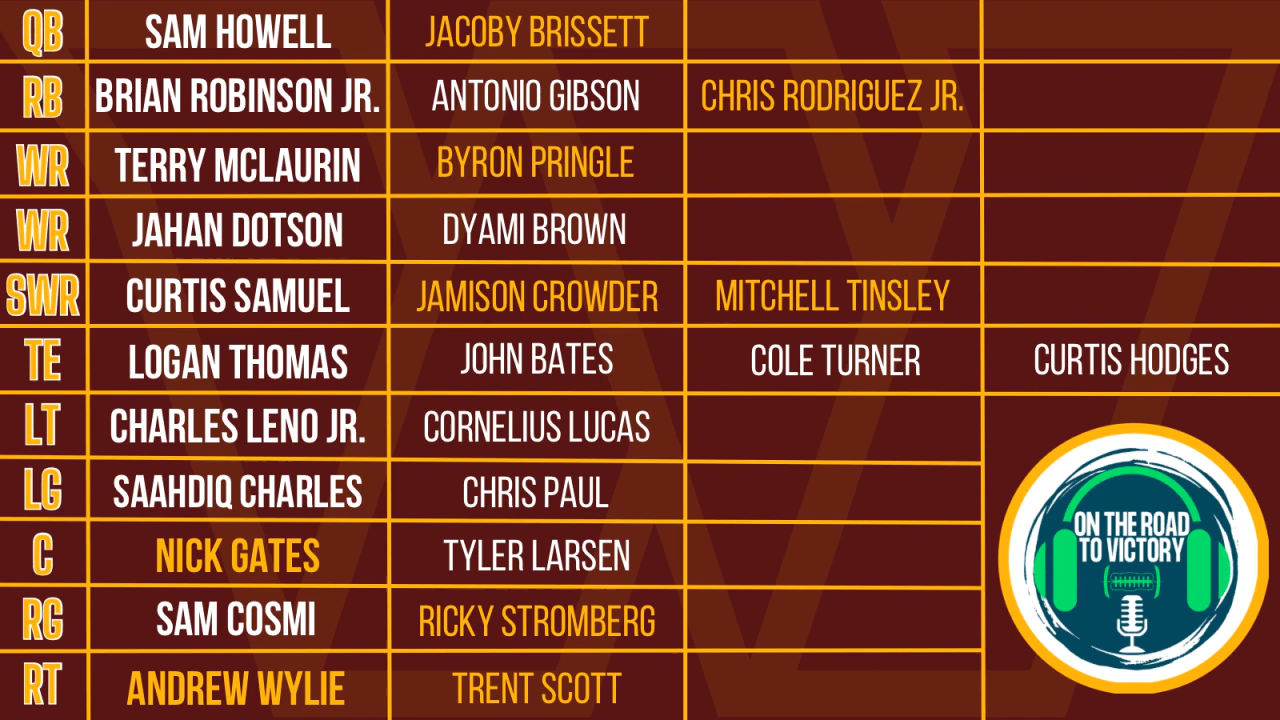 QB SAM HOWELL JACOBY BRISSETT
RB BRIAN ROBINSON JR. ANTONIO GIBSON CHRIS RODRIGUEZ JR.
WR TERRY MCLAURIN BYRON PRINGLE
WR JAHAN DOTSON DYAMI BROWN
SWR CURTIS SAMUEL JAMISON CROWDER MITCHELL TINSLEY
TE LOGAN THOMAS JOHN BATES COLE TURNER CURTIS HODGES
LT CHARLES LENO JR. CORNELIUS LUCAS
LG SAAHDIQ CHARLES CHRIS PAUL
C NICK GATES TYLER LARSEN
RG SAM COSMI RICKY STROMBERG
RT ANDREW WYLIE TRENT SCOTT
ON THE ROAD
TO VICTORY